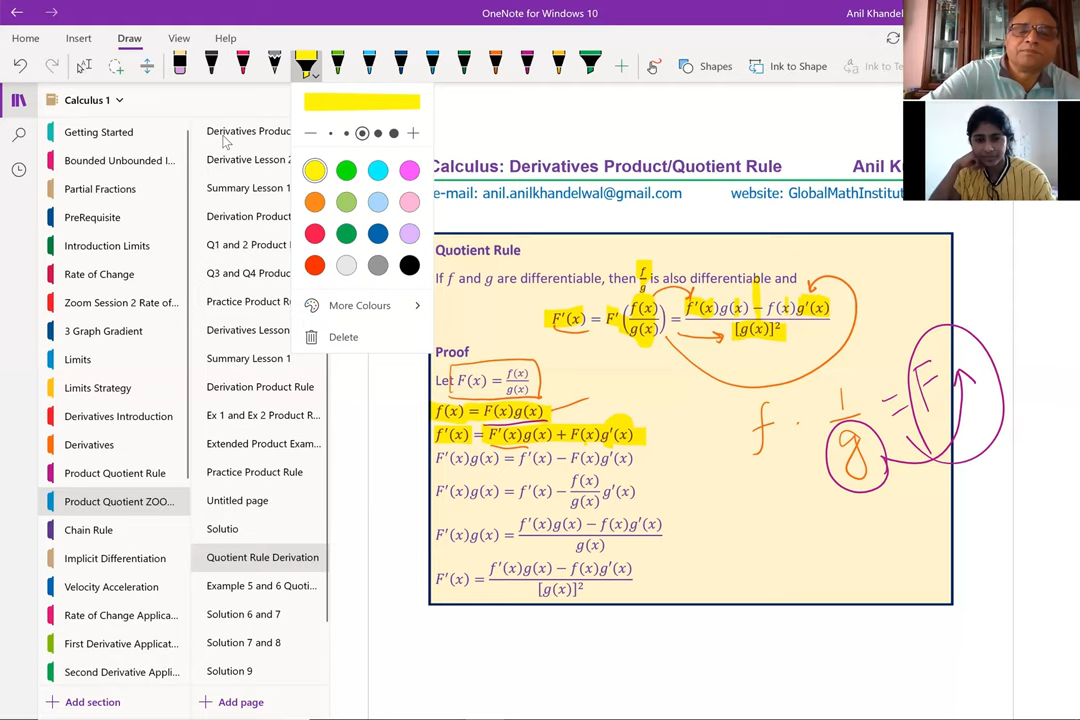 OneNote for Windows 10
Anil Khandel
Home Insert Draw View Help
Shapes
Ink to Shape
Ink to Te
Calculus 1
Getting Started
Bounded Unbounded I...
Partial Fractions
PreRequisite
Introduction Limits
Rate of Change
Zoom Session 2 Rate of...
3 Graph Gradient
Limits
Limits Strategy
Derivatives Introduction
Derivatives
Product Quotient Rule
Product Quotient ZOO...
Chain Rule
Implicit Differentiation
Velocity Acceleration
Rate of Change Applica...
First Derivative Applicat...
Second Derivative Appli...
Add section
Derivatives Produc
Derivative Lesson 2
Summary Lesson 1
Derivation Product
Q1 and 2 Product
Q3 and Q4 Produc
Practice Product Ru
Derivatives Lesson
Summary Lesson 1
Derivation Product Rule
Ex 1 and Ex 2 Product R...
Extended Product Exam...
Practice Product Rule
Untitled page
Solutio
Quotient Rule Derivation
Example 5 and 6 Quoti...
Solution 6 and 7
Solution 7 and 8
Solution 9
Add page
More Colours
Delete
Calculus: Derivatives Product/Quotient Rule Anil K
e-mail: anil.anilkhandelwal@gmail.com website: GlobalMathInstitut
Quotient Rule
If f and g are differentiable, then f/g is also differentiable and
F′(x) = F′(f(x)/g(x)) = f′(x)g(x) − f(x)g′(x) / [g(x)]²
Proof
Let F(x) = f(x)/g(x)
f(x) = F(x)g(x)
f′(x) = F′(x)g(x) + F(x)g′(x)
F′(x)g(x) = f′(x) − F(x)g′(x)
F′(x)g(x) = f′(x) − f(x)/g(x) g′(x)
F′(x)g(x) = f′(x)g(x) − f(x)g′(x) / g(x)
F′(x) = f′(x)g(x) − f(x)g′(x) / [g(x)]²
f · 1/g = F